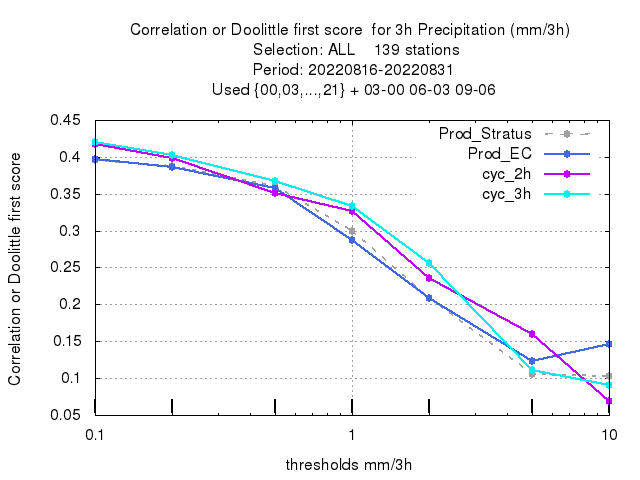 Correlation or Doolittle first score  for 3h Precipitation (mm/3h)
Selection: ALL    139 stations
Period: 20220816-20220831
Used {00,03,...,21} + 03-00 06-03 09-06
Correlation or Doolittle first score
0.45
0.4
0.35
0.3
0.25
0.2
0.15
0.1
0.05
Prod_Stratus
Prod_EC
cyc_2h
cyc_3h
0.1
1
10
thresholds mm/3h